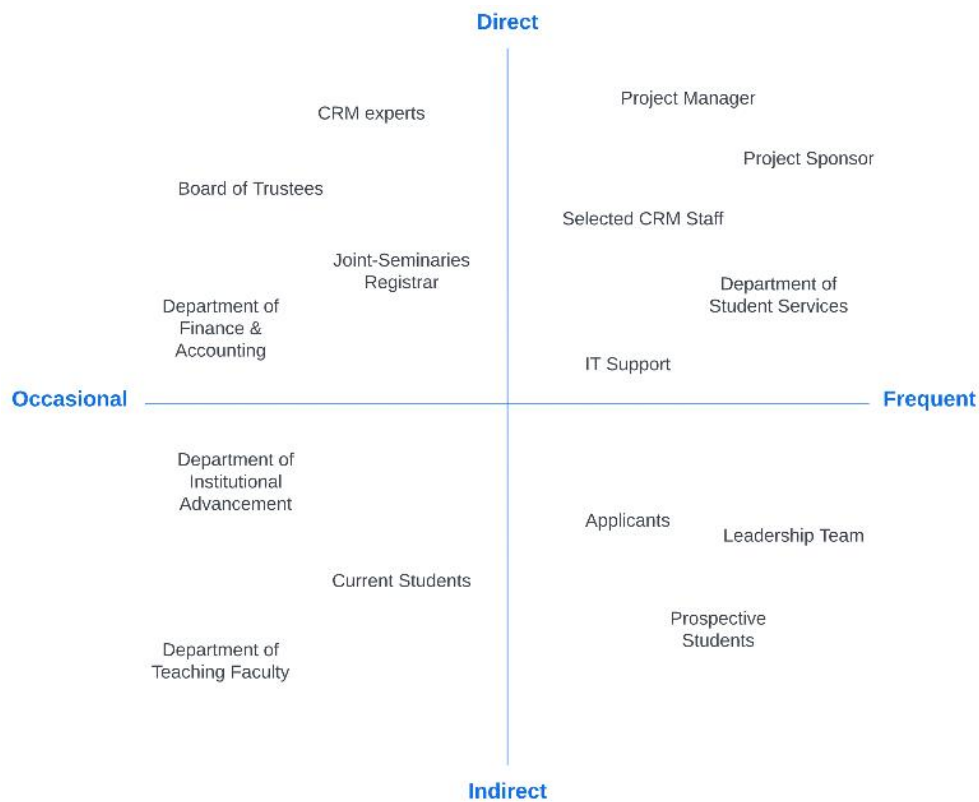 Direct
Project Manager
CRM experts
Project Sponsor
Board of Trustees
Selected CRM Staff
Joint-Seminaries
Registrar
Department of
Student Services
Department of
Finance &
Accounting
IT Support
Occasional
Frequent
Department of
Institutional
Advancement
Applicants
Leadership Team
Current Students
Prospective
Students
Department of
Teaching Faculty
Indirect